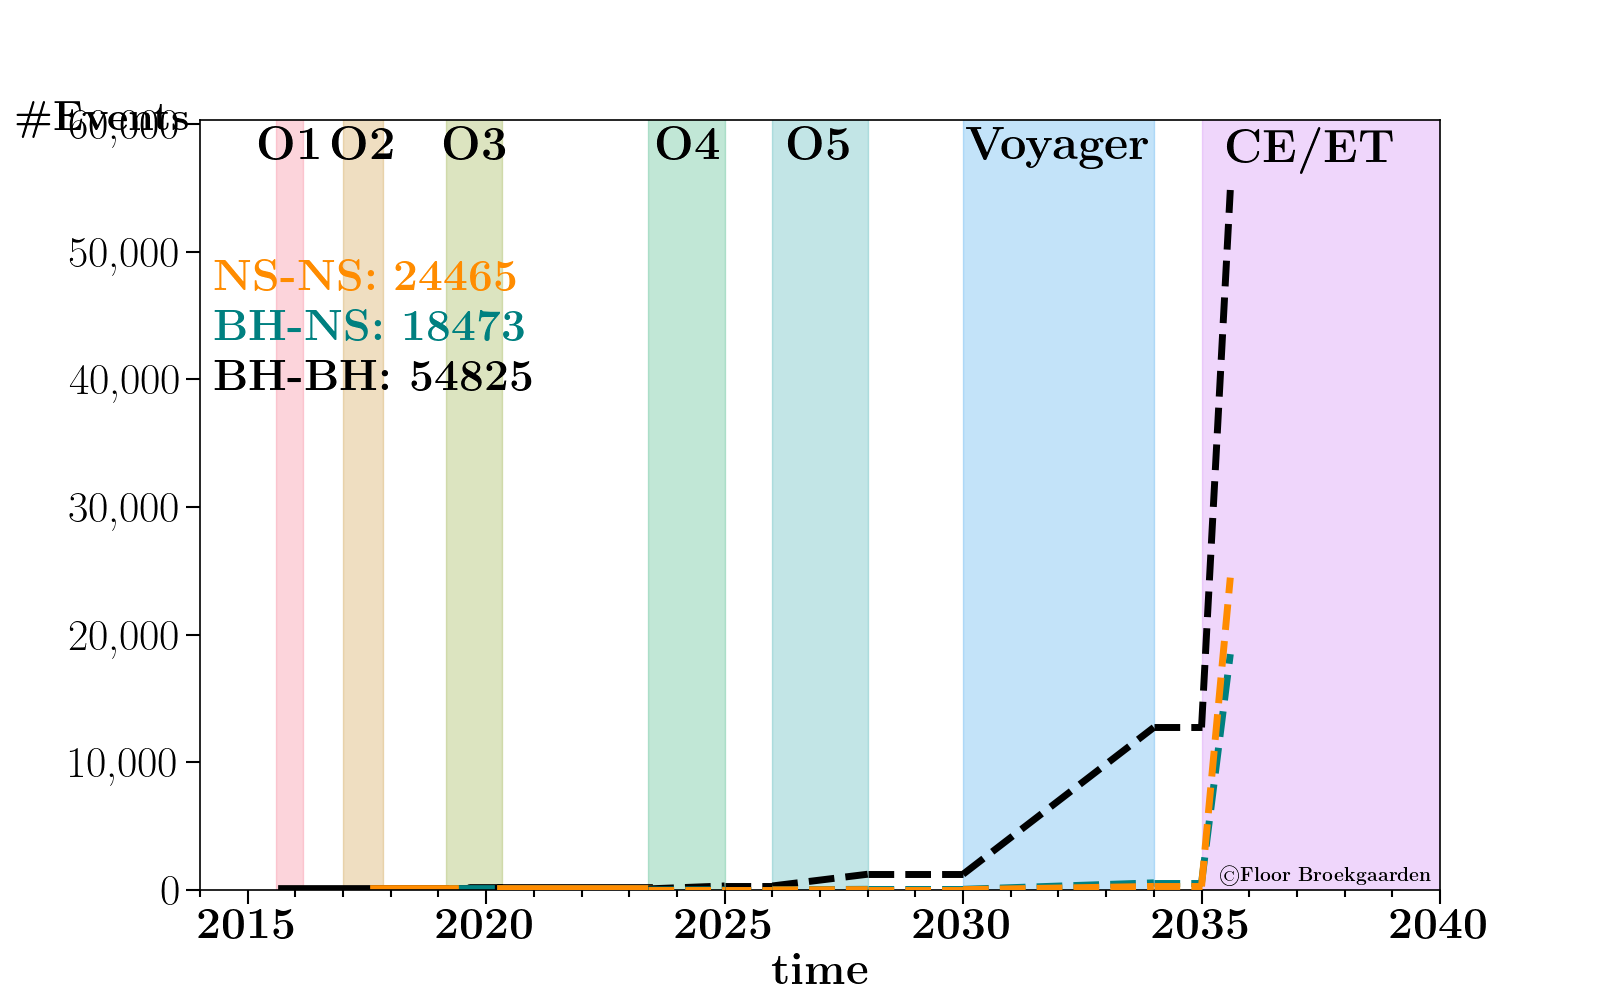 #Events
60,000
O1 O2 O3 O4 O5 Voyager CE/ET
50,000
NS-NS: 24465
BH-NS: 18473
BH-BH: 54825
40,000
30,000
20,000
10,000
0
©Floor Broekgaarden
2015 2020 2025 2030 2035 2040
time